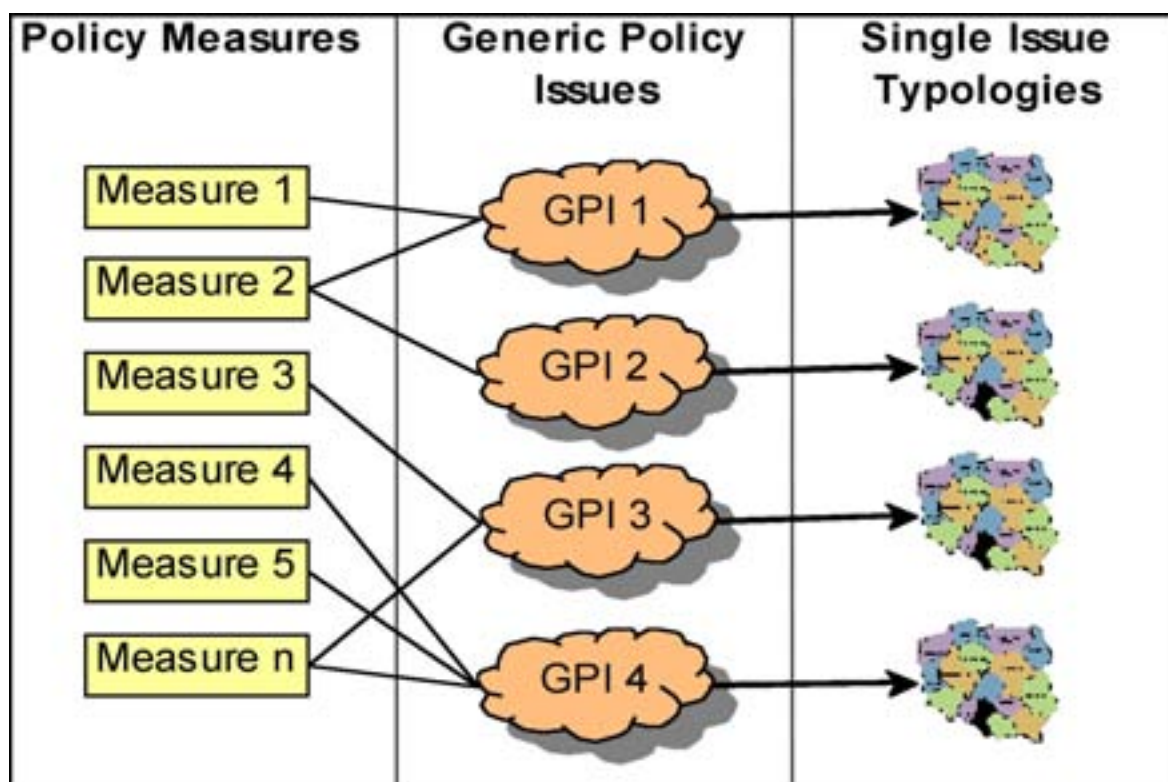 Policy Measures
Generic Policy
Issues
Single Issue
Typologies
Measure 1
Measure 2
Measure 3
Measure 4
Measure 5
Measure n
GPI 1
GPI 2
GPI 3
GPI 4